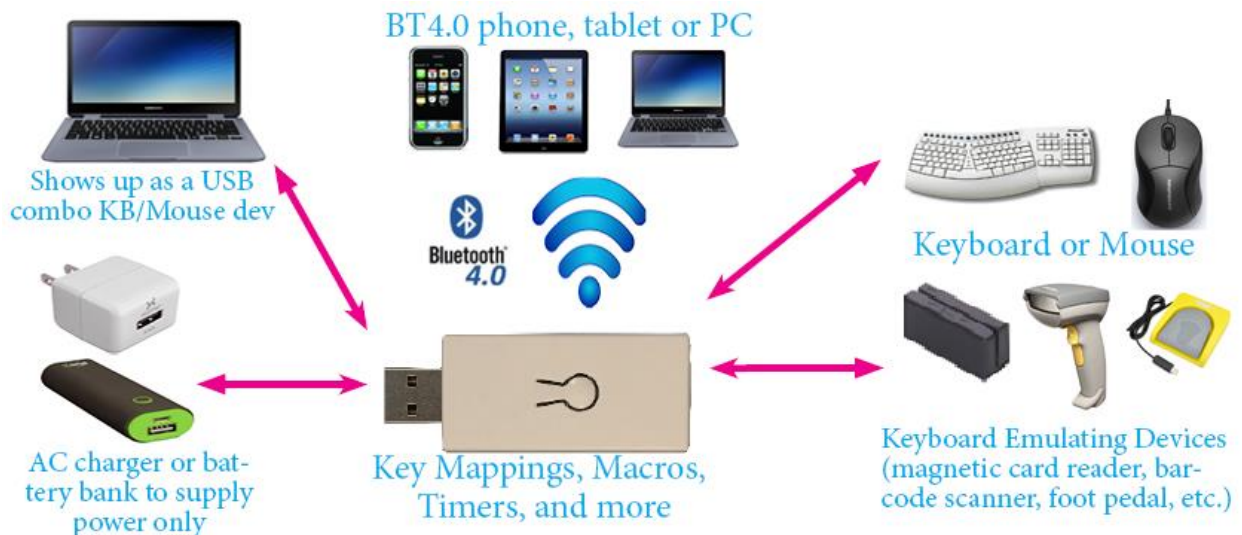 BT4.0 phone, tablet or PC
Shows up as a USB
combo KB/Mouse dev
Bluetooth®
4.0
Keyboard or Mouse
AC charger or bat-
tery bank to supply
power only
Key Mappings, Macros,
Timers, and more
Keyboard Emulating Devices
(magnetic card reader, bar-
code scanner, foot pedal, etc.)